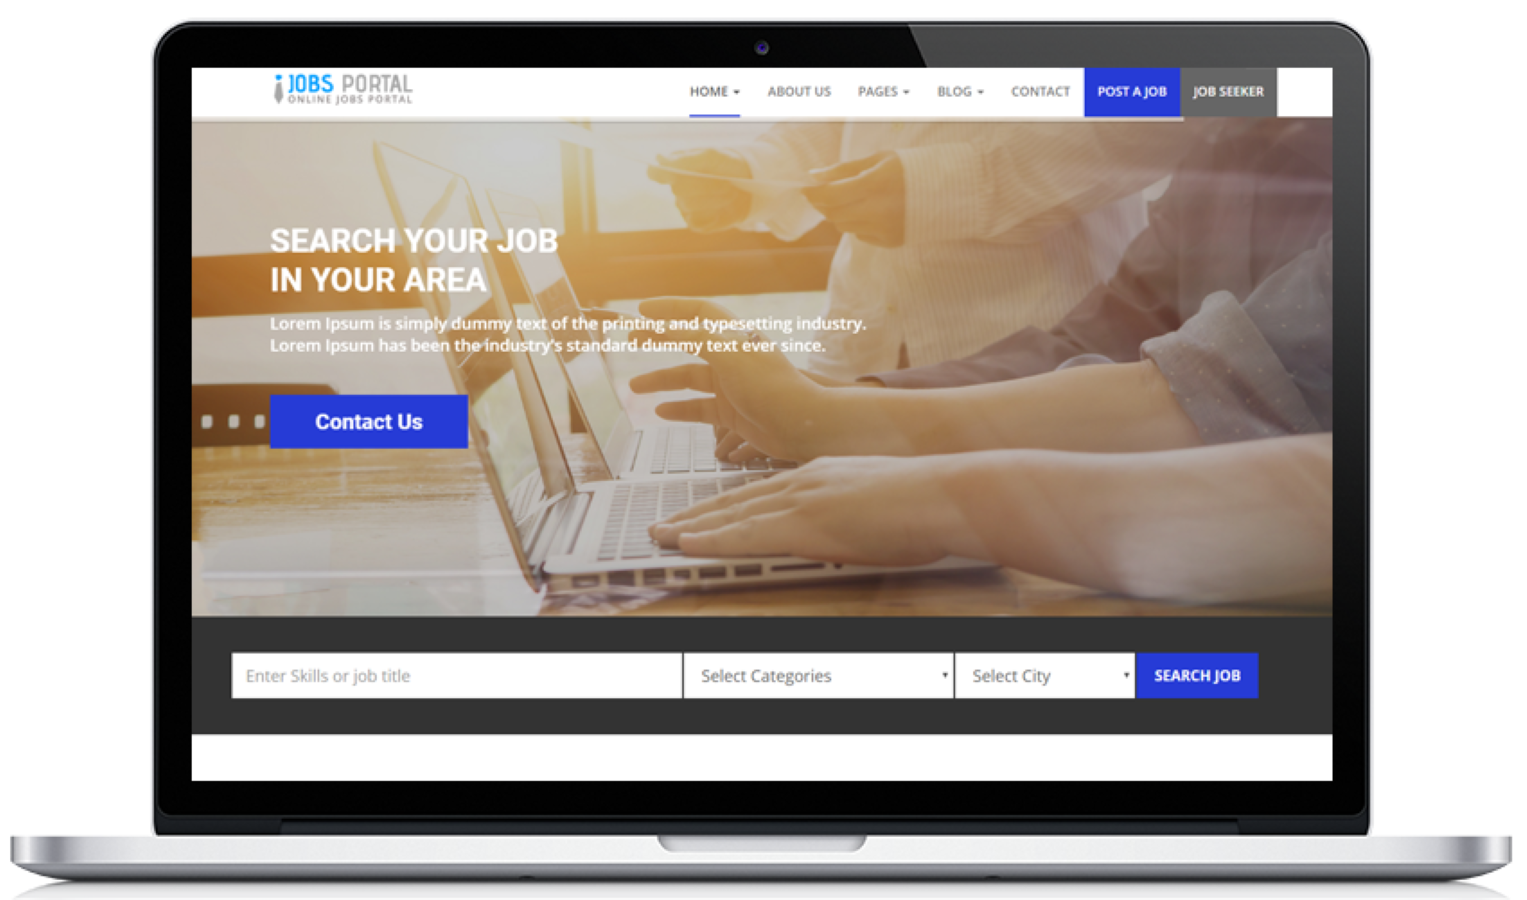 JOBS PORTAL
ONLINE JOBS PORTAL
HOME
ABOUT US
PAGES
BLOG
CONTACT
POST A JOB
JOB SEEKER
SEARCH YOUR JOB
IN YOUR AREA
Lorem Ipsum is simply dummy text of the printing and typesetting industry.
Lorem Ipsum has been the industry's standard dummy text ever since.
Contact Us
Enter Skills or job title
Select Categories
Select City
SEARCH JOB